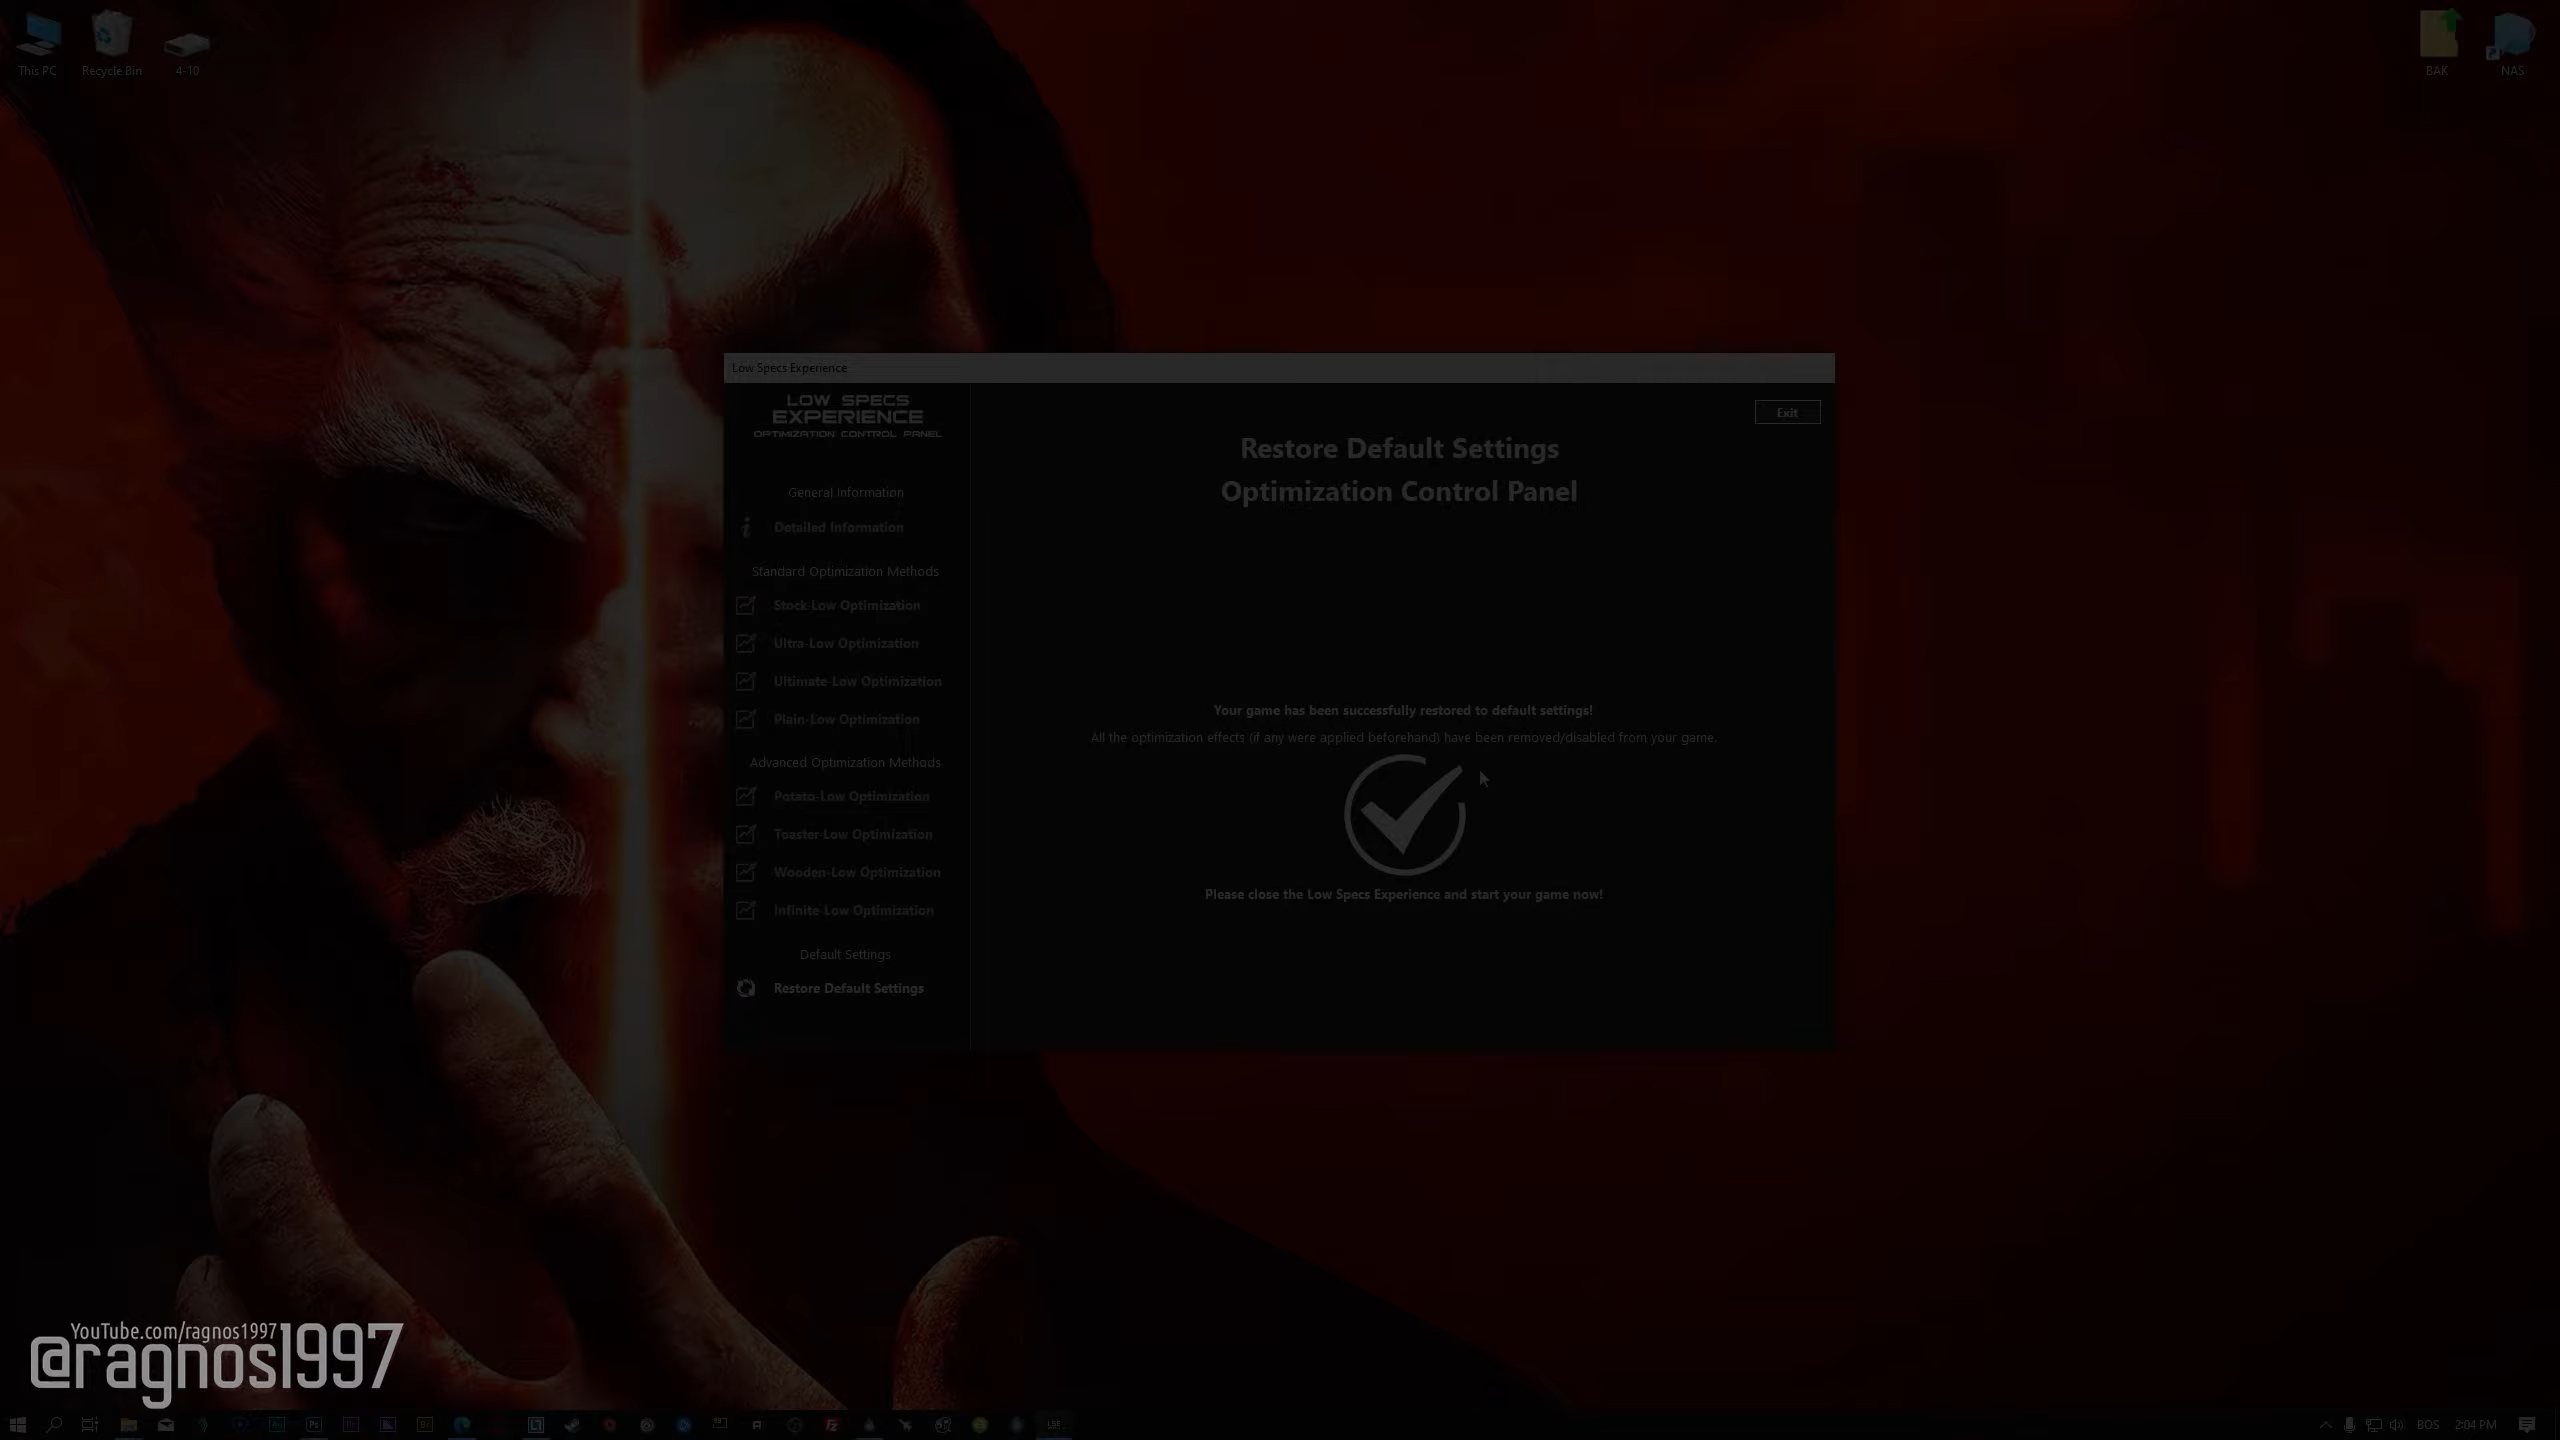 This PC
Recycle Bin
4-10
BAK
NAS
Low Specs Experience
LOW SPECS
EXPERIENCE
OPTIMIZATION CONTROL PANEL
General Information
Detailed Information
Standard Optimization Methods
Stock-Low Optimization
Ultra-Low Optimization
Ultimate-Low Optimization
Plain-Low Optimization
Advanced Optimization Methods
Potato-Low Optimization
Toaster-Low Optimization
Wooden-Low Optimization
Infinite-Low Optimization
Default Settings
Restore Default Settings
Exit
Restore Default Settings
Optimization Control Panel
Your game has been successfully restored to default settings!
All the optimization effects (if any were applied beforehand) have been removed/disabled from your game.
Please close the Low Specs Experience and start your game now!
YouTube.com/ragnos1997
@ragnos1997
Ps
Br
FZ
LSE
BOS
2:04 PM